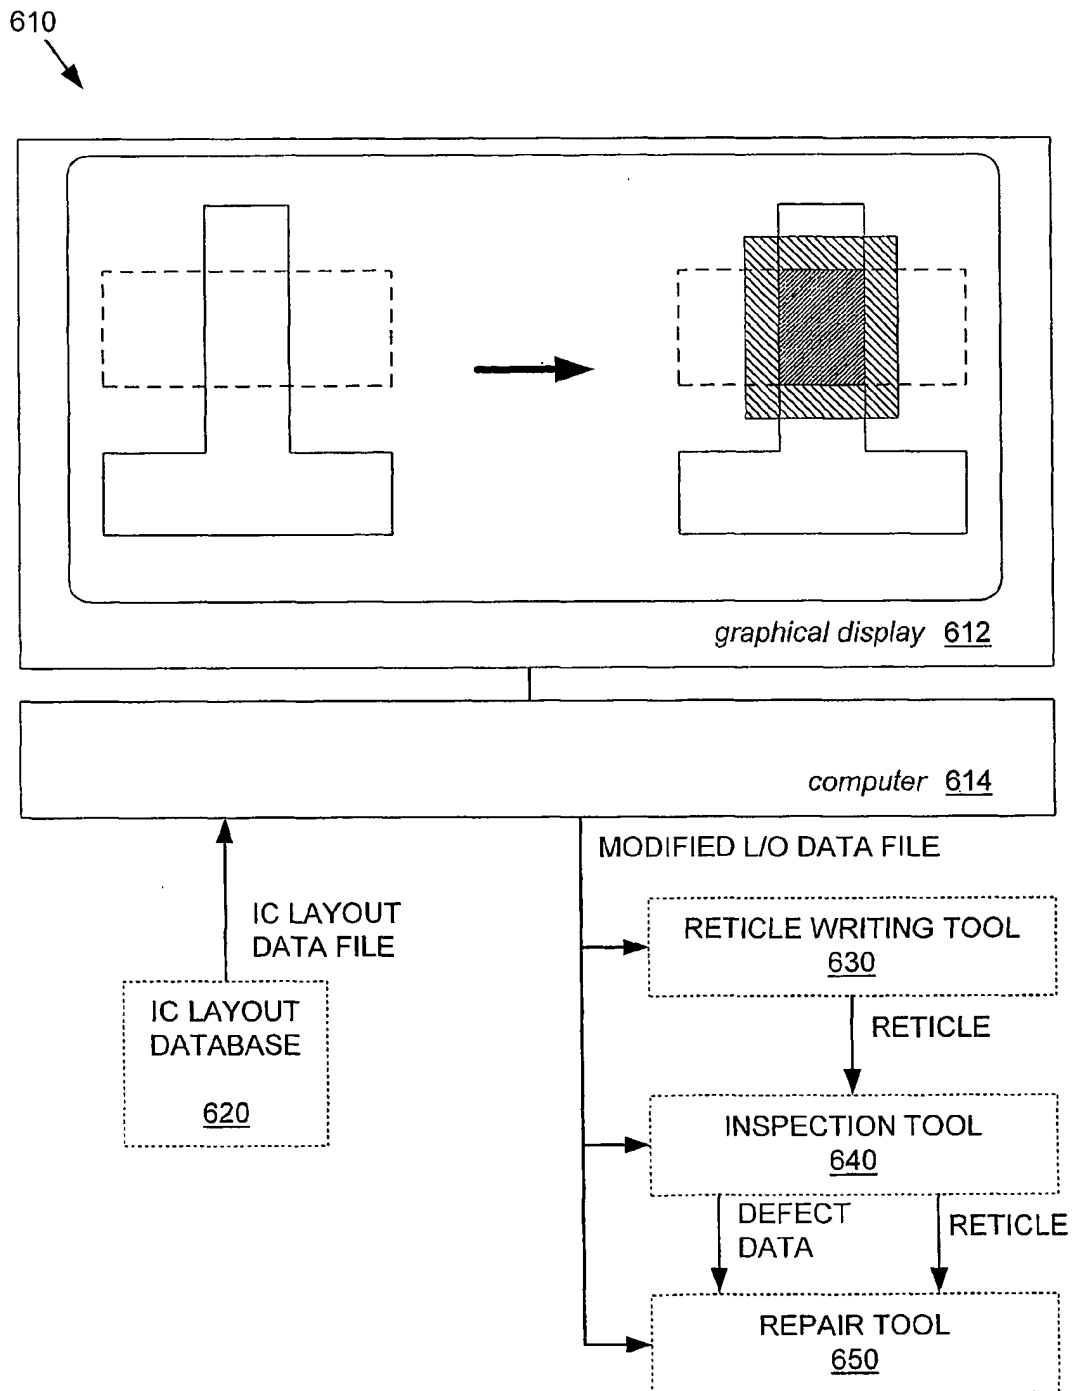 610
graphical display 612
computer 614
MODIFIED L/O DATA FILE
IC LAYOUT
DATA FILE
RETICLE WRITING TOOL
630
IC LAYOUT
DATABASE
620
RETICLE
INSPECTION TOOL
640
DEFECT
DATA
RETICLE
REPAIR TOOL
650